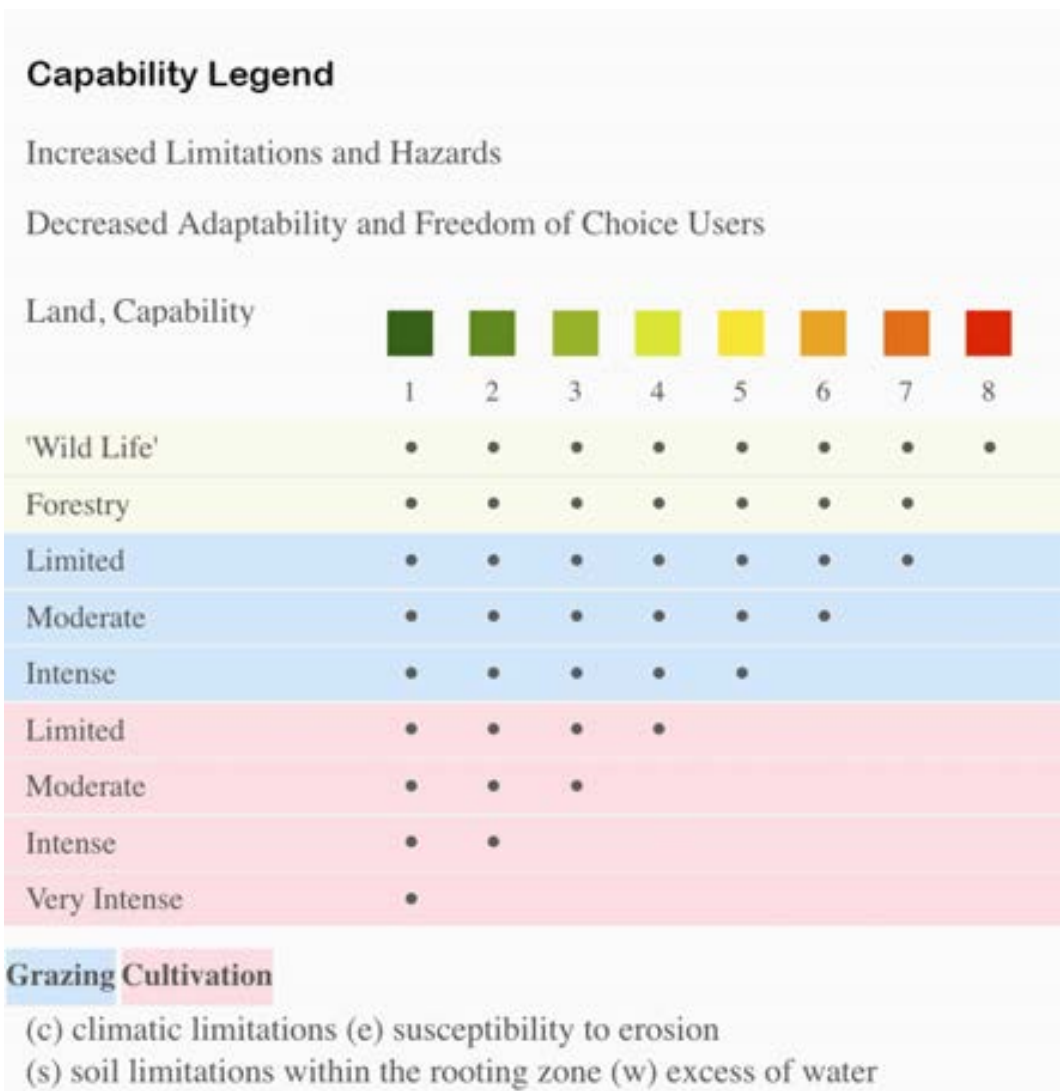 Capability Legend
Increased Limitations and Hazards
Decreased Adaptability and Freedom of Choice Users
Land, Capability
1 2 3 4 5 6 7 8
'Wild Life'
Forestry
Limited
Moderate
Intense
Limited
Moderate
Intense
Very Intense
Grazing Cultivation
(c) climatic limitations (e) susceptibility to erosion
(s) soil limitations within the rooting zone (w) excess of water